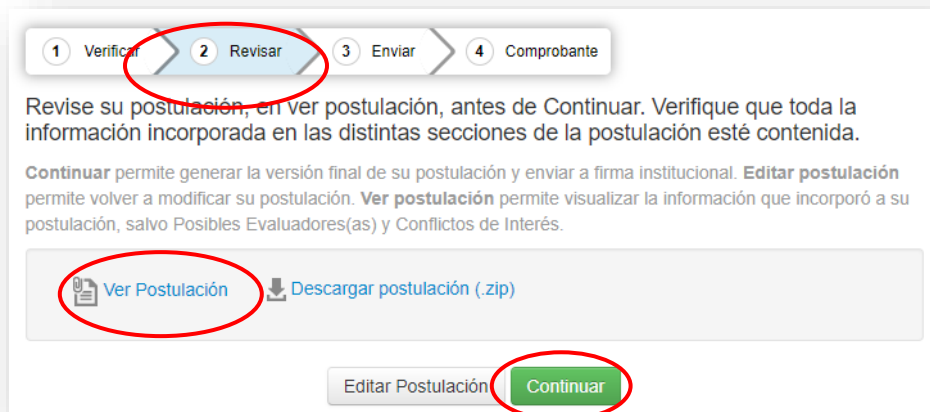 1 Verificar 2 Revisar 3 Enviar 4 Comprobante
Revise su postulación, en ver postulación, antes de Continuar. Verifique que toda la
información incorporada en las distintas secciones de la postulación esté contenida.
Continuar permite generar la versión final de su postulación y enviar a firma institucional. Editar postulación
permite volver a modificar su postulación. Ver postulación permite visualizar la información que incorporó a su
postulación, salvo Posibles Evaluadores(as) y Conflictos de Interés.
Ver Postulación Descargar postulación (.zip)
Editar Postulación Continuar